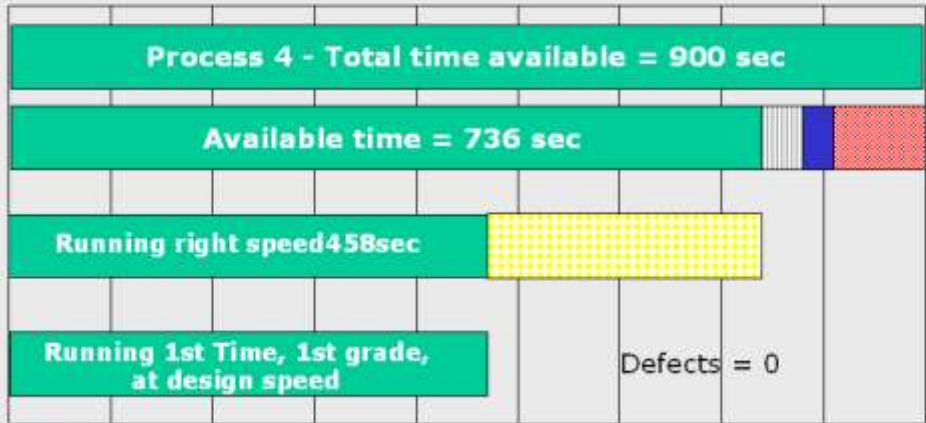 Process 4 - Total time available = 900 sec
Available time = 736 sec
Running right speed458sec
Running 1st Time, 1st grade,
at design speed
Defects = 0